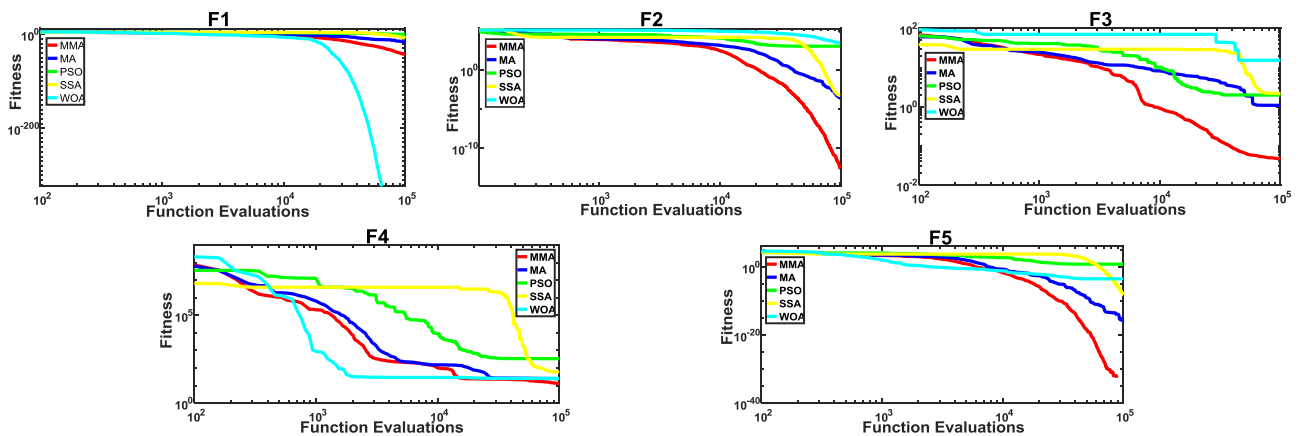 F1
Fitness
10^0
10^-200
MMA
MA
PSO
SSA
WOA
10^2
10^3
10^4
10^5
Function Evaluations
F2
Fitness
10^0
10^-10
MMA
MA
PSO
SSA
WOA
10^3
10^4
10^5
Function Evaluations
F3
Fitness
10^2
10^0
10^-2
MMA
MA
PSO
SSA
WOA
10^2
10^3
10^4
10^5
Function Evaluations
F4
Fitness
10^5
10^0
MMA
MA
PSO
SSA
WOA
10^2
10^3
10^4
10^5
Function Evaluations
F5
Fitness
10^0
10^-20
10^-40
MMA
MA
PSO
SSA
WOA
10^2
10^3
10^4
10^5
Function Evaluations